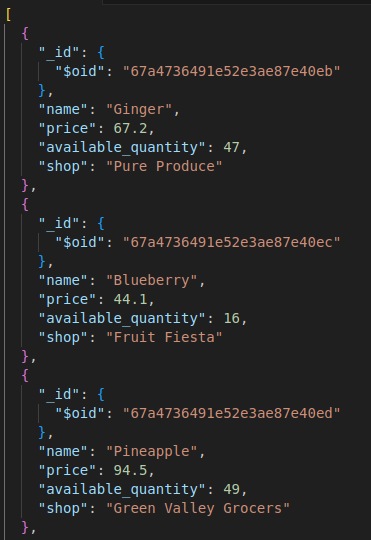 [
  {
    "_id": {
      "$oid": "67a4736491e52e3ae87e40eb"
    },
    "name": "Ginger",
    "price": 67.2,
    "available_quantity": 47,
    "shop": "Pure Produce"
  },
  {
    "_id": {
      "$oid": "67a4736491e52e3ae87e40ec"
    },
    "name": "Blueberry",
    "price": 44.1,
    "available_quantity": 16,
    "shop": "Fruit Fiesta"
  },
  {
    "_id": {
      "$oid": "67a4736491e52e3ae87e40ed"
    },
    "name": "Pineapple",
    "price": 94.5,
    "available_quantity": 49,
    "shop": "Green Valley Grocers"
  },